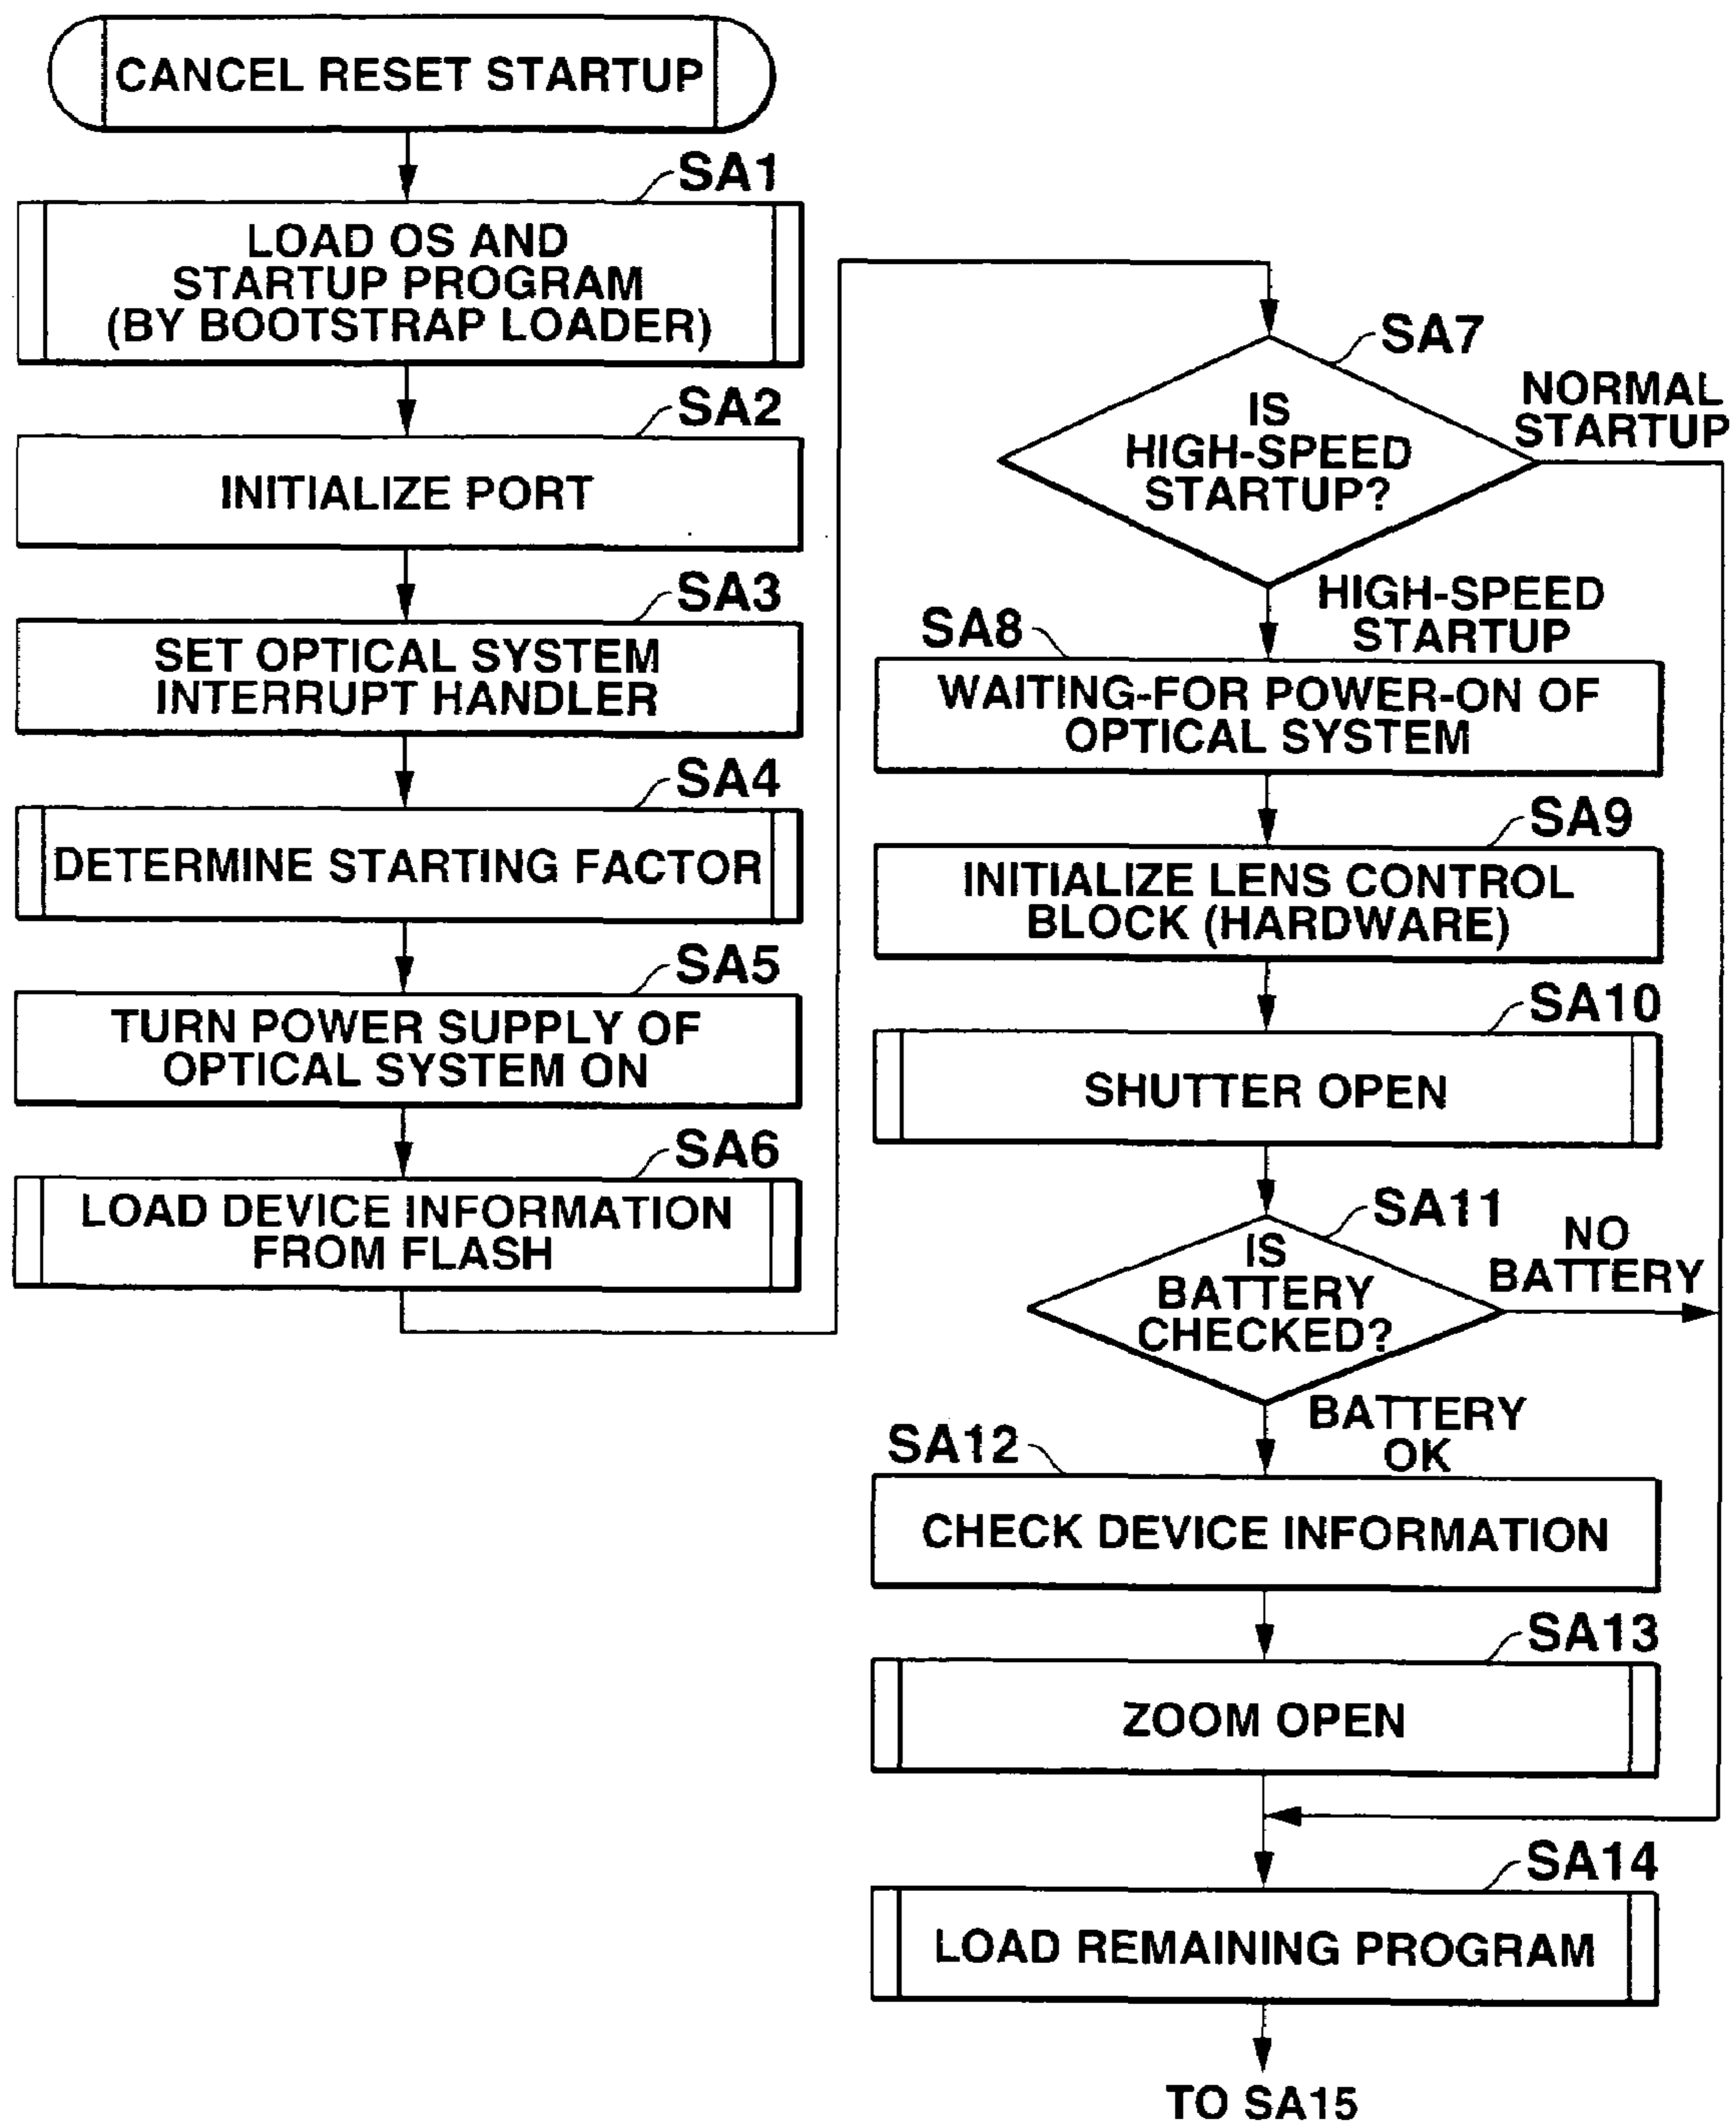 CANCEL RESET STARTUP
SA1
LOAD OS AND
STARTUP PROGRAM
(BY BOOTSTRAP LOADER)
SA2
INITIALIZE PORT
SA3
SET OPTICAL SYSTEM
INTERRUPT HANDLER
SA4
DETERMINE STARTING FACTOR
SA5
TURN POWER SUPPLY OF
OPTICAL SYSTEM ON
SA6
LOAD DEVICE INFORMATION
FROM FLASH
SA7
IS
HIGH-SPEED
STARTUP?
NORMAL
STARTUP
HIGH-SPEED
STARTUP
SA8
WAITING-FOR POWER-ON OF
OPTICAL SYSTEM
SA9
INITIALIZE LENS CONTROL
BLOCK (HARDWARE)
SA10
SHUTTER OPEN
SA11
IS
BATTERY
CHECKED?
NO
BATTERY
BATTERY
OK
SA12
CHECK DEVICE INFORMATION
SA13
ZOOM OPEN
SA14
LOAD REMAINING PROGRAM
TO SA15